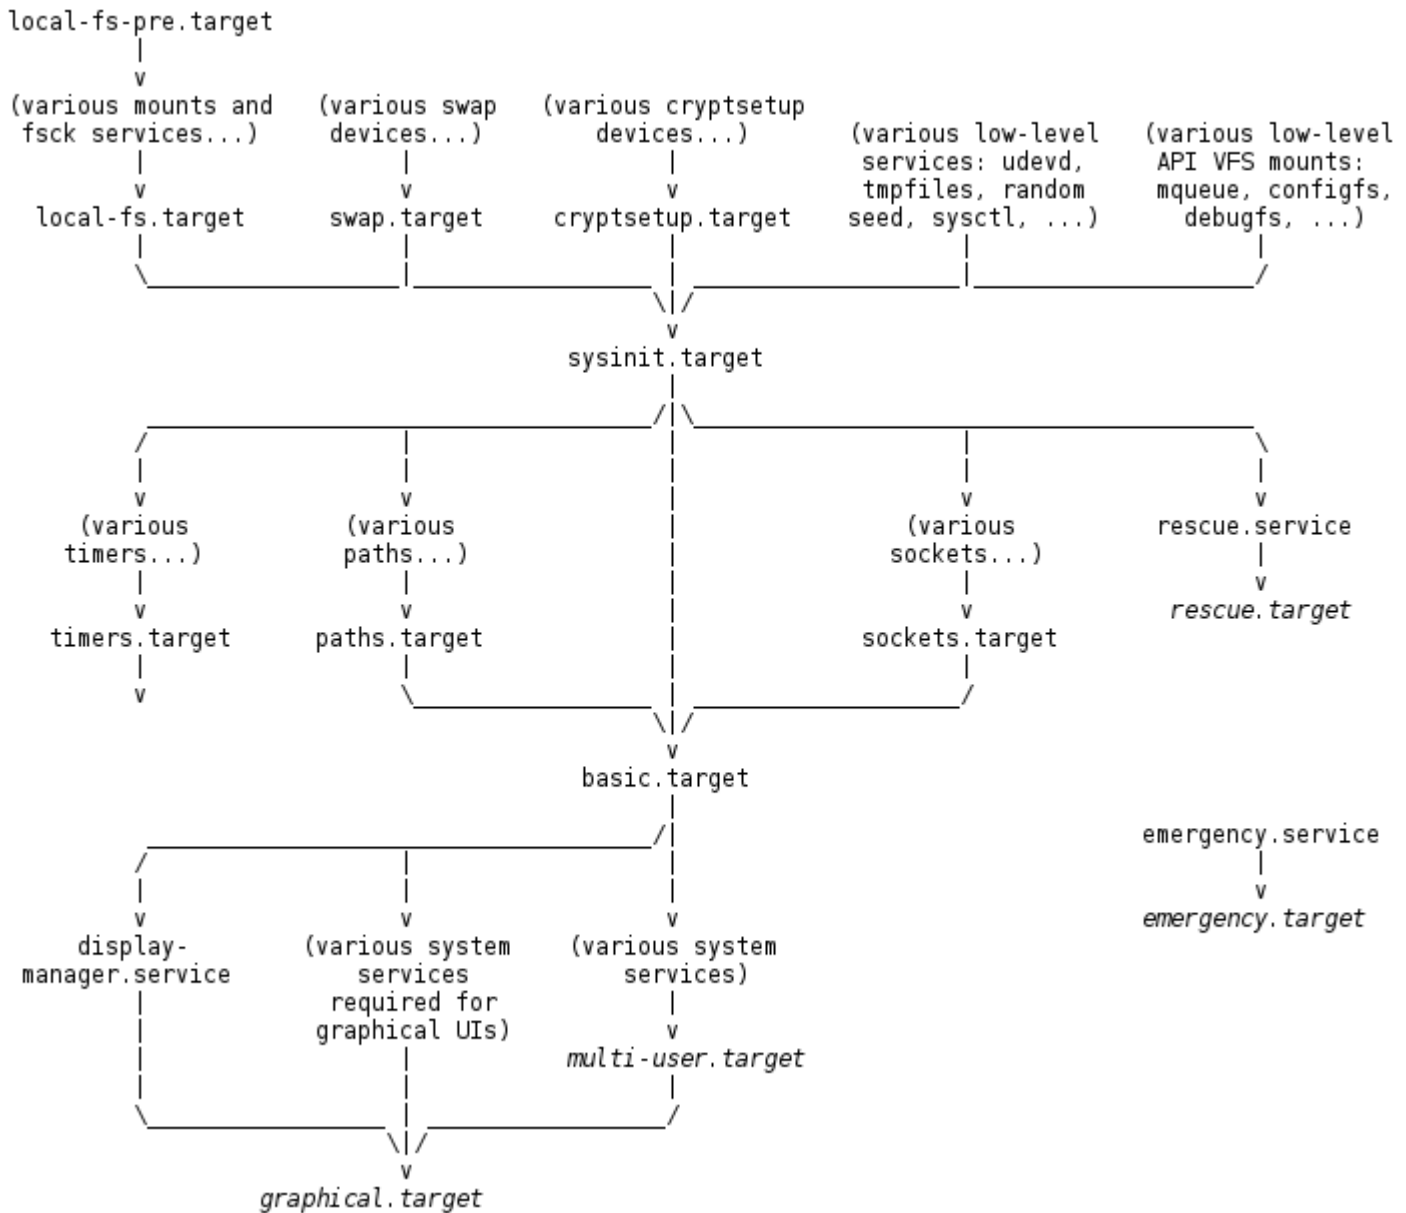 local-fs-pre.target
(various mounts and   (various swap   (various cryptsetup
fsck services...)   devices...)   devices...)   (various low-level   (various low-level
services: udevd,   API VFS mounts:
tmpfiles, random   mqueue, configfs,
local-fs.target   swap.target   cryptsetup.target   seed, sysctl, ...)   debugfs, ...)
sysinit.target
(various   (various   (various   rescue.service
timers...)   paths...)   sockets...)
rescue.target
timers.target   paths.target   sockets.target
basic.target
emergency.service
emergency.target
display-   (various system   (various system
manager.service   services   services)
required for
graphical UIs)
multi-user.target
graphical.target